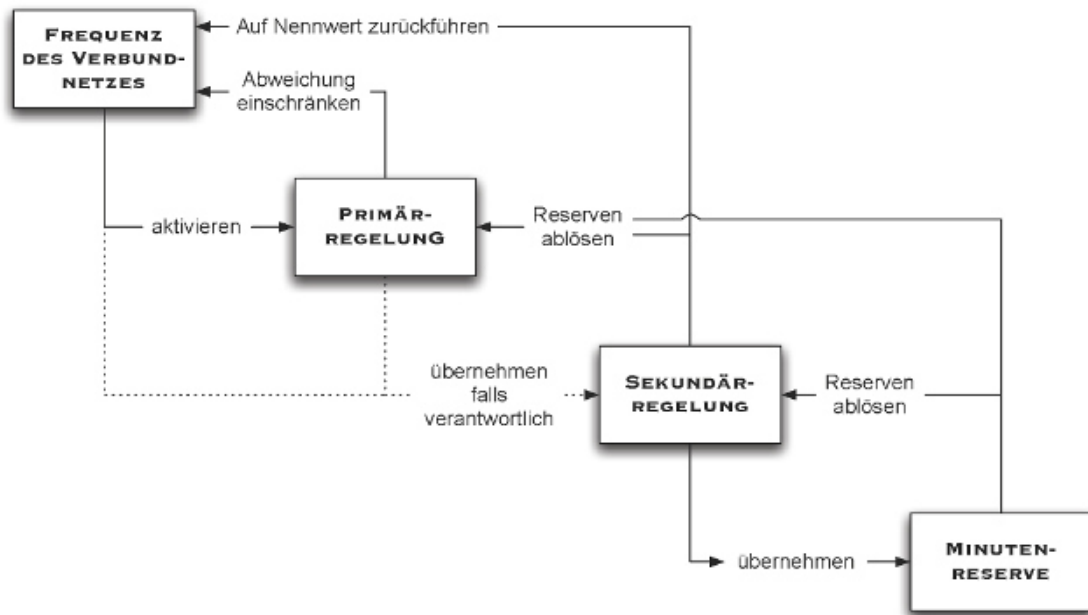 FREQUENZ
DES VERBUND-
NETZES
Auf Nennwert zurückführen
Abweichung
einschränken
aktivieren
PRIMÄR-
REGELUNG
Reserven
ablösen
übernehmen
falls
verantwortlich
SEKUNDÄR-
REGELUNG
Reserven
ablösen
übernehmen
MINUTEN-
RESERVE